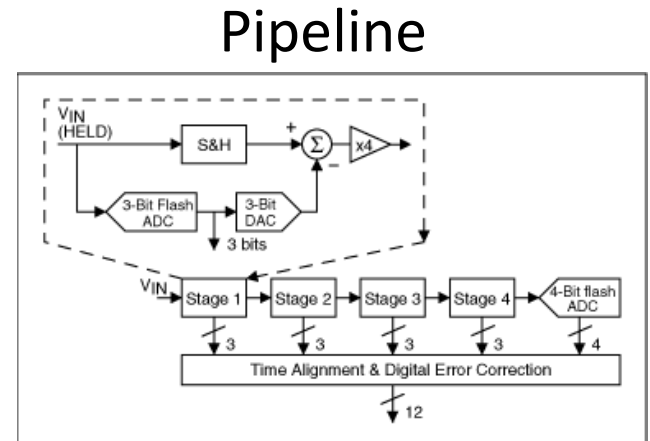 Pipeline
VIN
(HELD)
S&H
+
Σ
−
x4
3-Bit Flash
ADC
3-Bit
DAC
3 bits
VIN
Stage 1
Stage 2
Stage 3
Stage 4
4-Bit flash
ADC
3
3
3
3
4
Time Alignment & Digital Error Correction
12